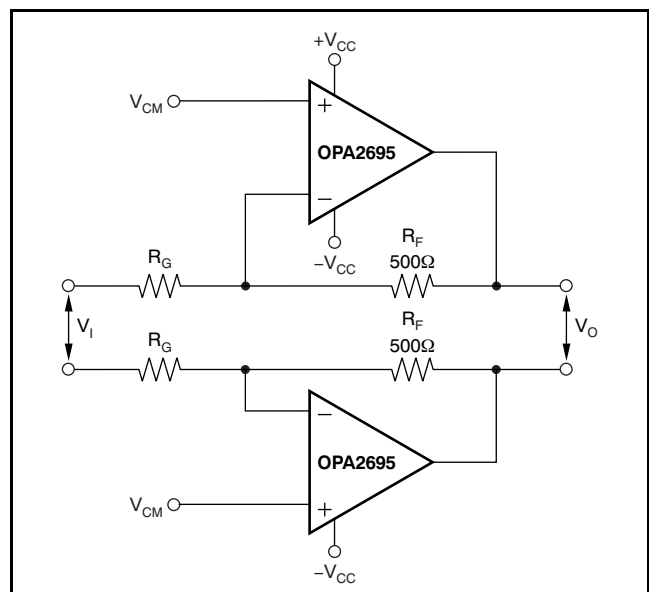 +V_CC
V_CM
+
OPA2695
−
−V_CC
R_G
R_F
500Ω
V_I
V_O
R_G
R_F
500Ω
−
OPA2695
V_CM
+
−V_CC